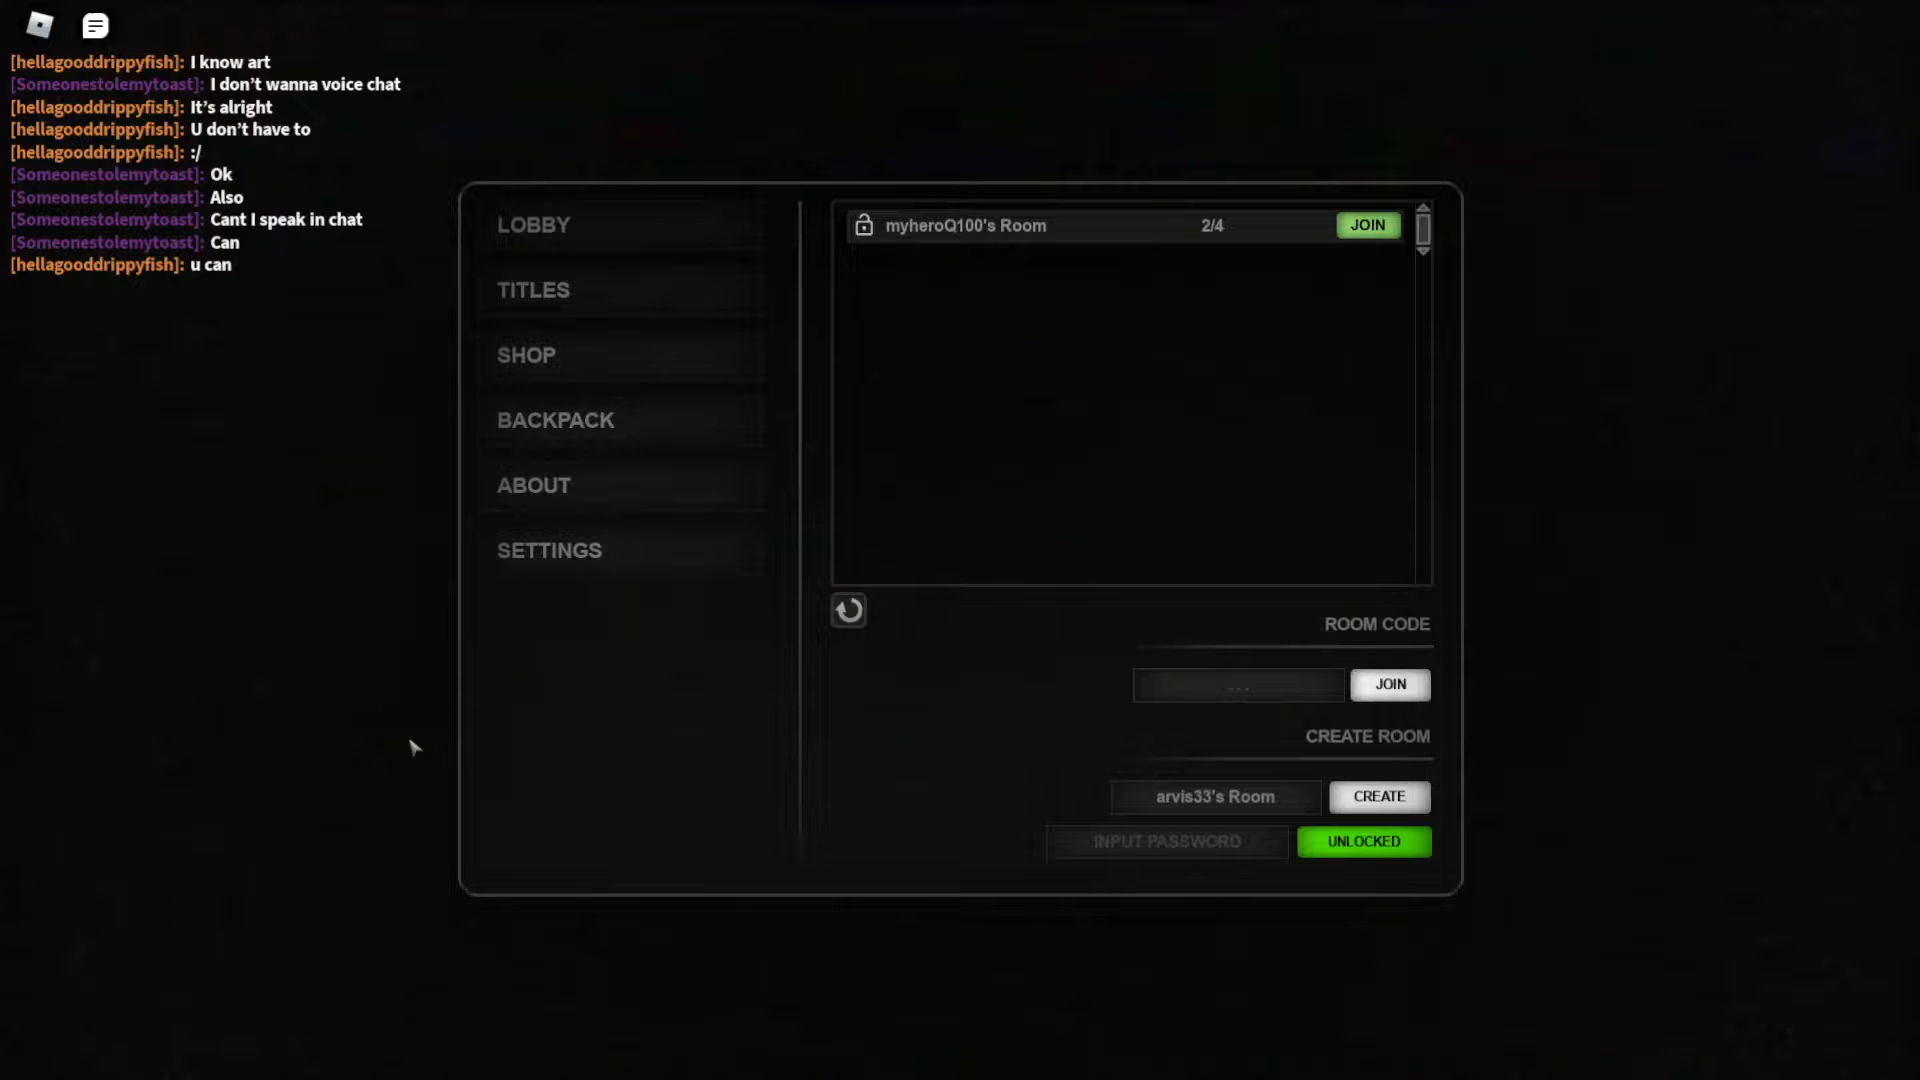 [hellagooddrippyfish]: I know art
[Someonestolemytoast]: I don’t wanna voice chat
[hellagooddrippyfish]: It’s alright
[hellagooddrippyfish]: U don’t have to
[hellagooddrippyfish]: :/
[Someonestolemytoast]: Ok
[Someonestolemytoast]: Also
[Someonestolemytoast]: Cant I speak in chat
[Someonestolemytoast]: Can
[hellagooddrippyfish]: u can
LOBBY
TITLES
SHOP
BACKPACK
ABOUT
SETTINGS
myheroQ100's Room 2/4 JOIN
ROOM CODE
... JOIN
CREATE ROOM
arvis33's Room CREATE
INPUT PASSWORD UNLOCKED